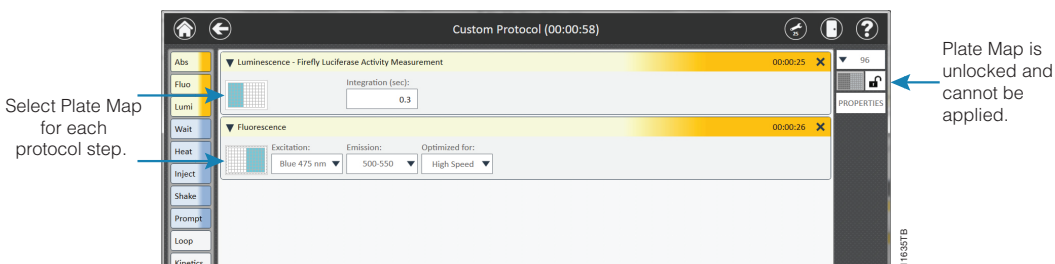 Custom Protocol (00:00:58)
25
?
Abs
Fluo
Lumi
Wait
Heat
Inject
Shake
Prompt
Loop
Kinetics
Luminescence - Firefly Luciferase Activity Measurement
00:00:25
Integration (sec):
0.3
Fluorescence
00:00:26
Excitation:
Emission:
Optimized for:
Blue 475 nm
500-550
High Speed
96
PROPERTIES
Select Plate Map
for each
protocol step.
Plate Map is
unlocked and
cannot be
applied.
11635TB